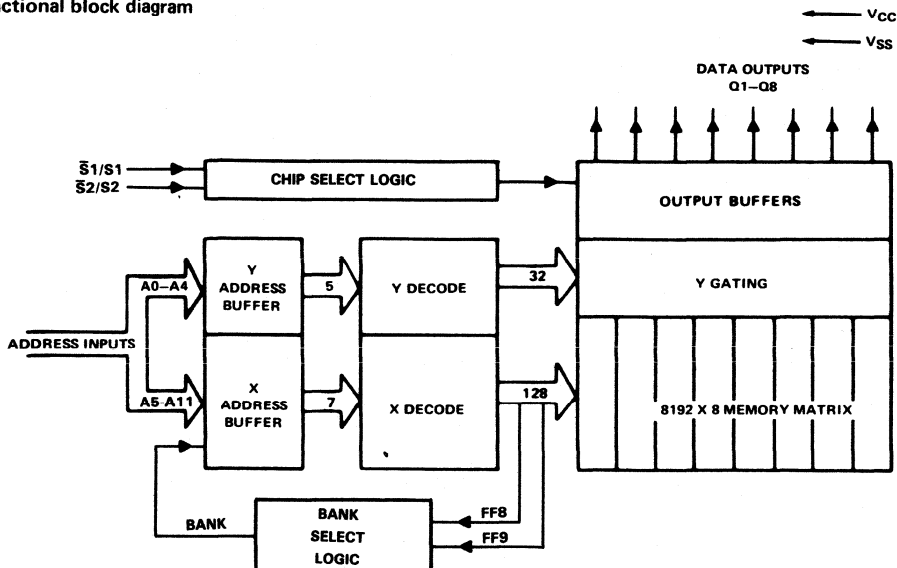 ctional block diagram
VCC
VSS
DATA OUTPUTS
Q1–Q8
S̅1/S1
S̅2/S2
CHIP SELECT LOGIC
OUTPUT BUFFERS
A0–A4
Y
ADDRESS
BUFFER
5
Y DECODE
32
Y GATING
ADDRESS INPUTS
A5-A11
X
ADDRESS
BUFFER
7
X DECODE
128
8192 X 8 MEMORY MATRIX
BANK
BANK
SELECT
LOGIC
FF8
FF9